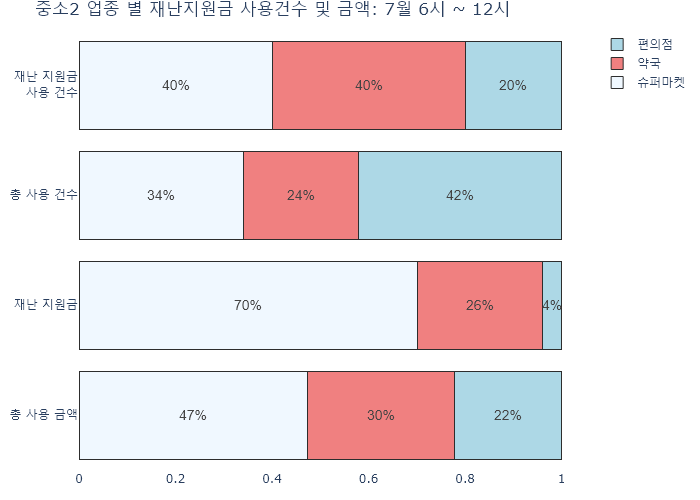 중소2 업종 별 재난지원금 사용건수 및 금액: 7월 6시 ~ 12시
편의점
약국
슈퍼마켓
재난 지원금
사용 건수
40%
40%
20%
총 사용 건수
34%
24%
42%
재난 지원금
70%
26%
4%
총 사용 금액
47%
30%
22%
0
0.2
0.4
0.6
0.8
1